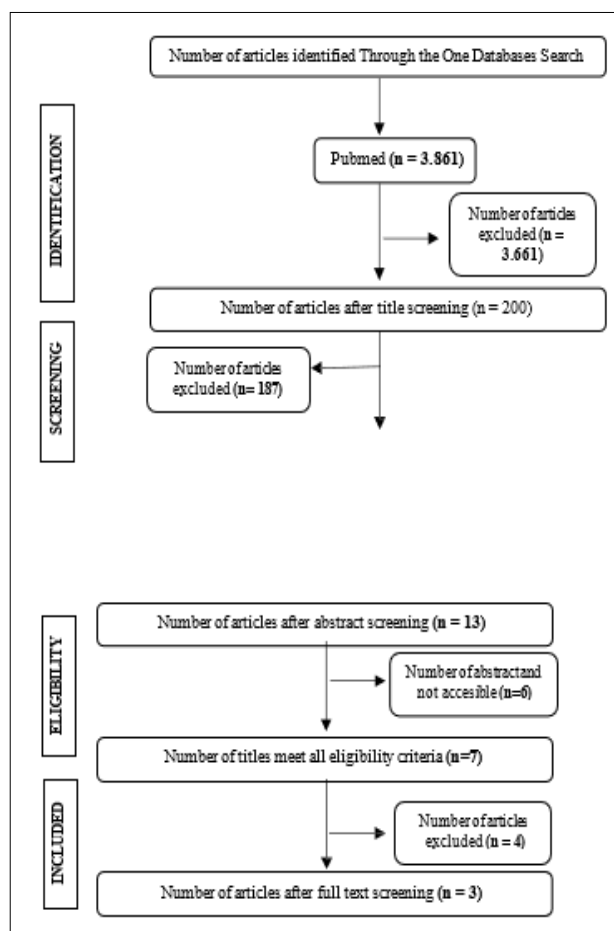 Number of articles identified Through the One Databases Search
IDENTIFICATION
Pubmed (n = 3.861)
Number of articles
excluded (n =
3.661)
Number of articles after title screening (n = 200)
SCREENING
Number of articles
excluded (n= 187)
Number of articles after abstract screening (n = 13)
ELIGIBILITY
Number of abstract and
not accesible (n=6)
Number of titles meet all eligibility criteria (n=7)
INCLUDED
Number of articles
excluded (n = 4)
Number of articles after full text screening (n = 3)